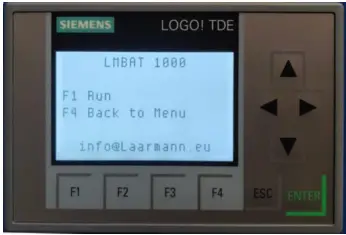 SIEMENS LOGO! TDE
LMBAT 1000
F1 Run
F4 Back to Menu
info@Laarmann.eu
F1 F2 F3 F4 ESC ENTER